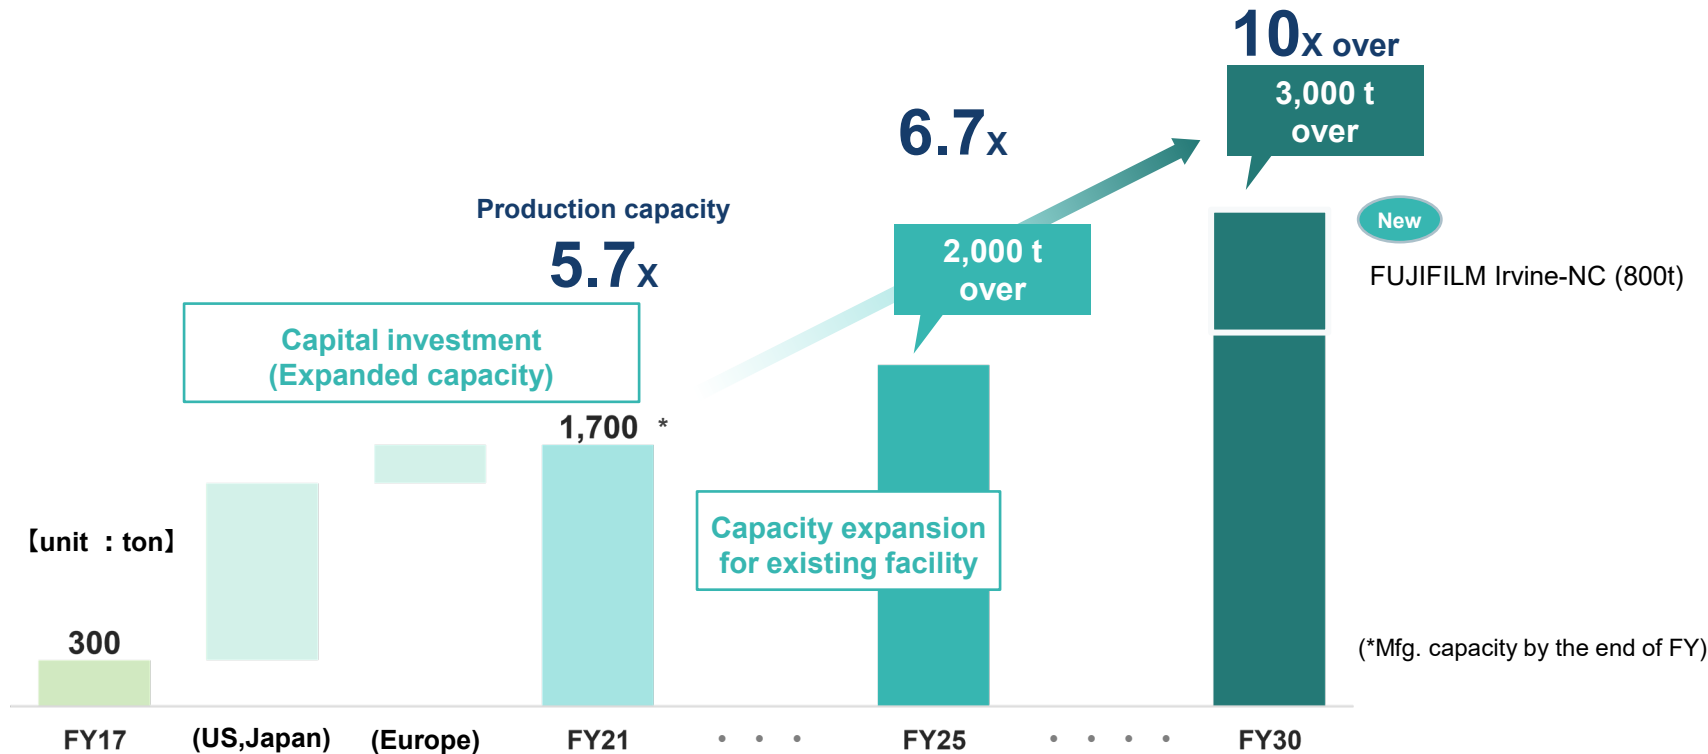 10x over
3,000 t
over
6.7x
Production capacity
5.7x
New
2,000 t
over
FUJIFILM Irvine-NC (800t)
Capital investment
(Expanded capacity)
1,700 *
【unit ：ton】
Capacity expansion
for existing facility
300
(*Mfg. capacity by the end of FY)
FY17 (US,Japan) (Europe) FY21 ・・・ FY25 ・・・・ FY30